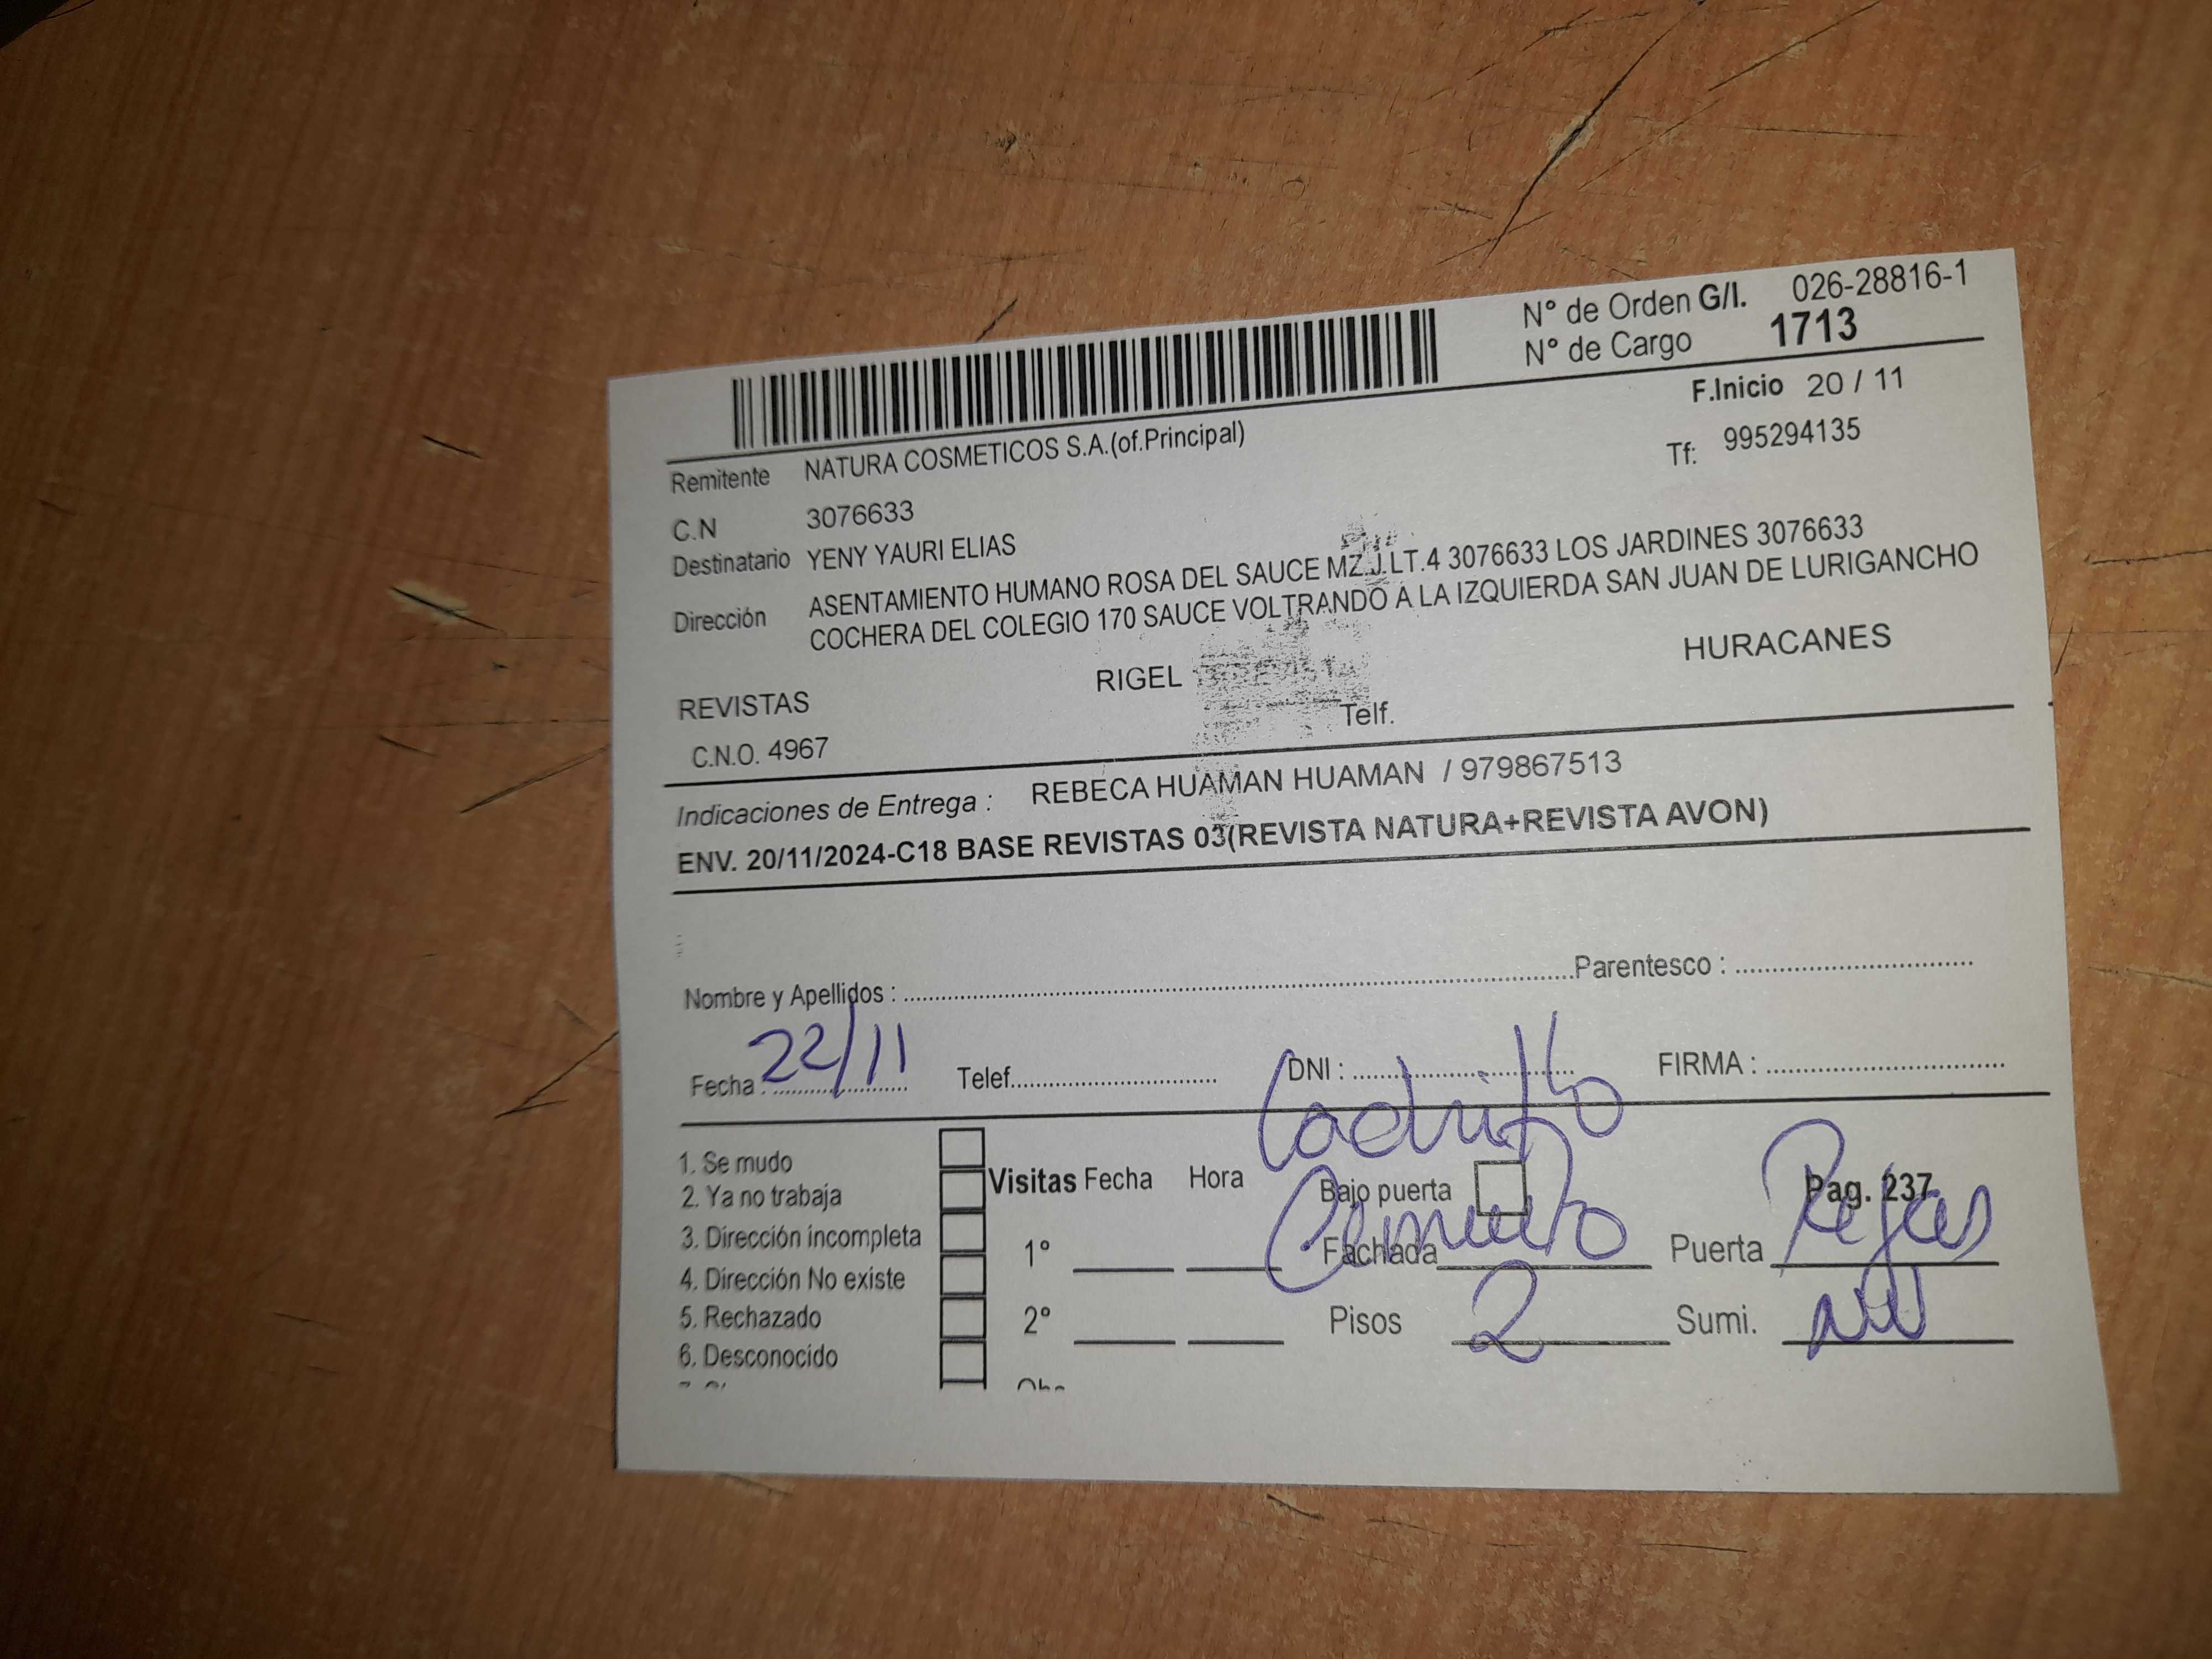 N° de Orden G/I. 026-28816-1
N° de Cargo 1713
F.Inicio 20 / 11
Remitente NATURA COSMETICOS S.A.(of.Principal)
Tf: 995294135
C.N 3076633
Destinatario YENY YAURI ELIAS
Dirección ASENTAMIENTO HUMANO ROSA DEL SAUCE MZ.J.LT.4 3076633 LOS JARDINES 3076633
COCHERA DEL COLEGIO 170 SAUCE VOLTRANDO A LA IZQUIERDA SAN JUAN DE LURIGANCHO
REVISTAS RIGEL HURACANES
C.N.O. 4967 Telf.
Indicaciones de Entrega : REBECA HUAMAN HUAMAN / 979867513
ENV. 20/11/2024-C18 BASE REVISTAS 03(REVISTA NATURA+REVISTA AVON)
Nombre y Apellidos : Parentesco :
Fecha : 22/11 Telef. DNI : FIRMA :
Ladrillo
1. Se mudo
2. Ya no trabaja
3. Dirección incompleta
4. Dirección No existe
5. Rechazado
6. Desconocido
Visitas Fecha Hora
1°
2°
Bajo puerta Pag. 237
Fachada Cemento Puerta Rejas
Pisos 2 Sumi.